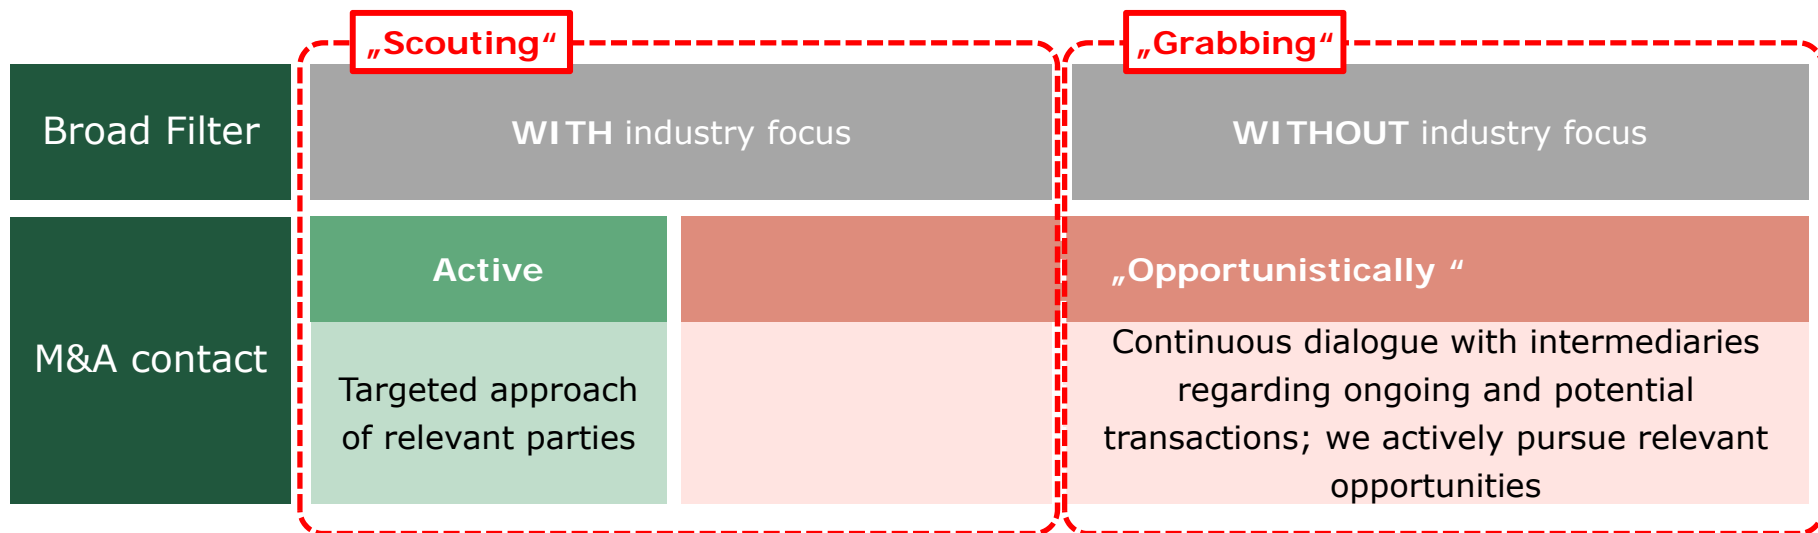 „Scouting“
„Grabbing“
Broad Filter
WITH industry focus
WITHOUT industry focus
M&A contact
Active
„Opportunistically “
Targeted approach
of relevant parties
Continuous dialogue with intermediaries
regarding ongoing and potential
transactions; we actively pursue relevant
opportunities